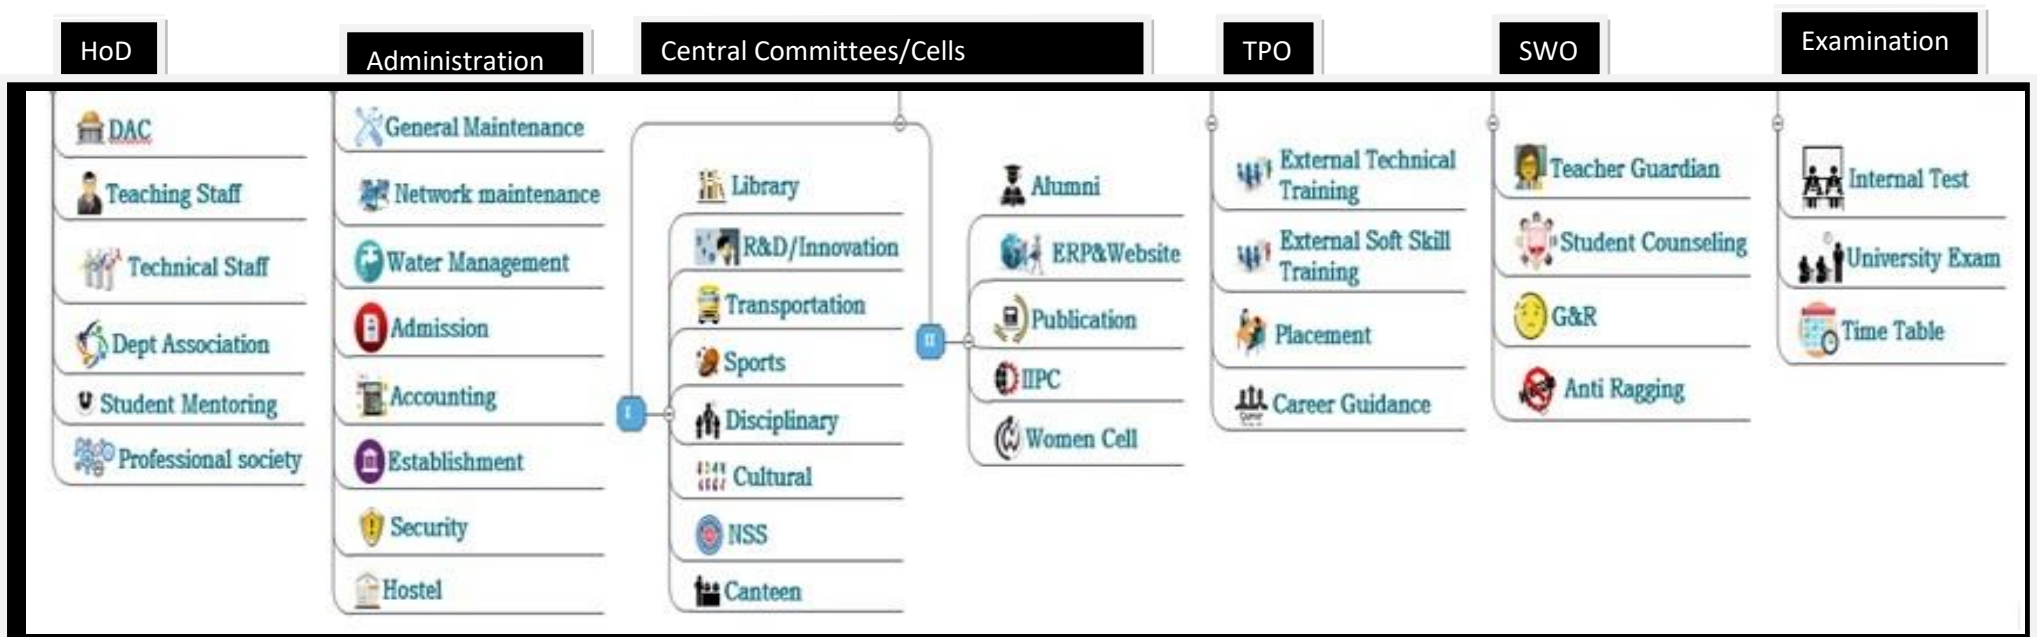 HoD
Administration
Central Committees/Cells
TPO
SWO
Examination
DAC
Teaching Staff
Technical Staff
Dept Association
Student Mentoring
Professional society
General Maintenance
Network maintenance
Water Management
Admission
Accounting
Establishment
Security
Hostel
I
Library
R&D/Innovation
Transportation
Sports
Disciplinary
Cultural
NSS
Canteen
II
Alumni
ERP&Website
Publication
IIPC
Women Cell
External Technical
Training
External Soft Skill
Training
Placement
Career Guidance
Teacher Guardian
Student Counseling
G&R
Anti Ragging
Internal Test
University Exam
Time Table